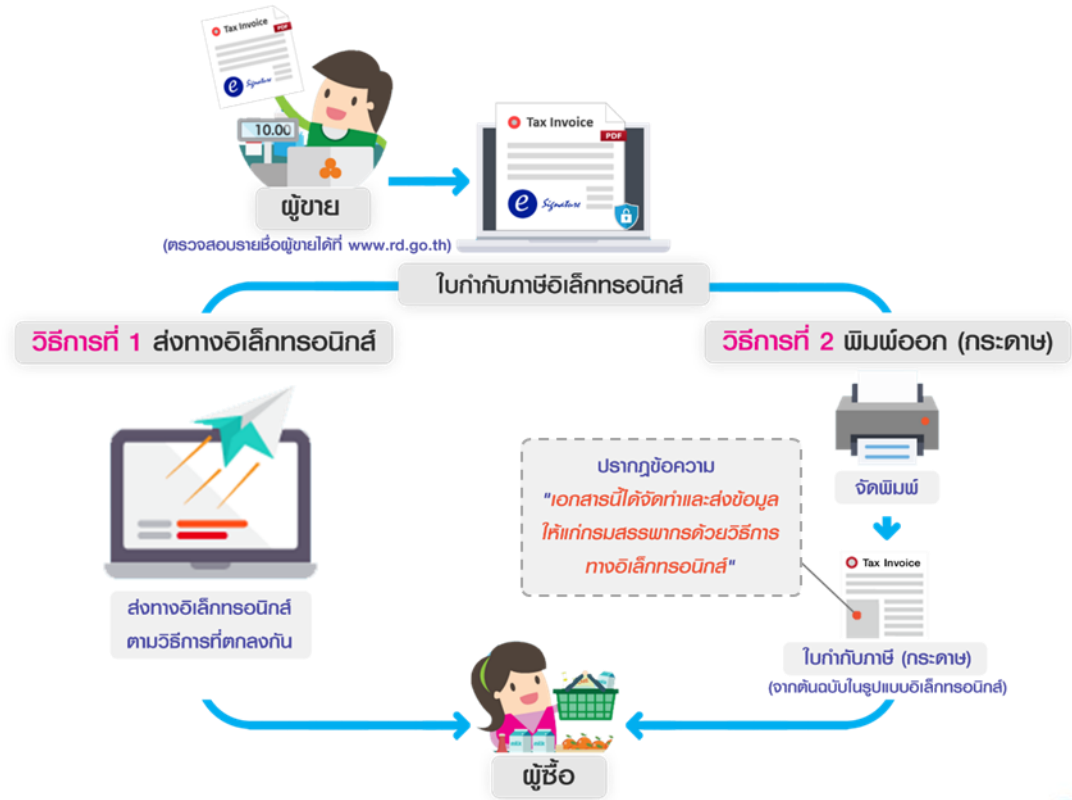 Tax Invoice
PDF
e Signature
10.00
Tax Invoice
PDF
e Signature
ผู้ขาย
(ตรวจสอบรายชื่อผู้ขายได้ที่ www.rd.go.th)
ใบกำกับภาษีอิเล็กทรอนิกส์
วิธีการที่ 1 ส่งทางอิเล็กทรอนิกส์
วิธีการที่ 2 พิมพ์ออก (กระดาษ)
จัดพิมพ์
ปรากฏข้อความ
"เอกสารนี้ได้จัดทำและส่งข้อมูล
ให้แก่กรมสรรพากรด้วยวิธีการ
ทางอิเล็กทรอนิกส์"
Tax Invoice
ส่งทางอิเล็กทรอนิกส์
ตามวิธีการที่ตกลงกัน
ใบกำกับภาษี (กระดาษ)
(จากต้นฉบับในรูปแบบอิเล็กทรอนิกส์)
ผู้ซื้อ